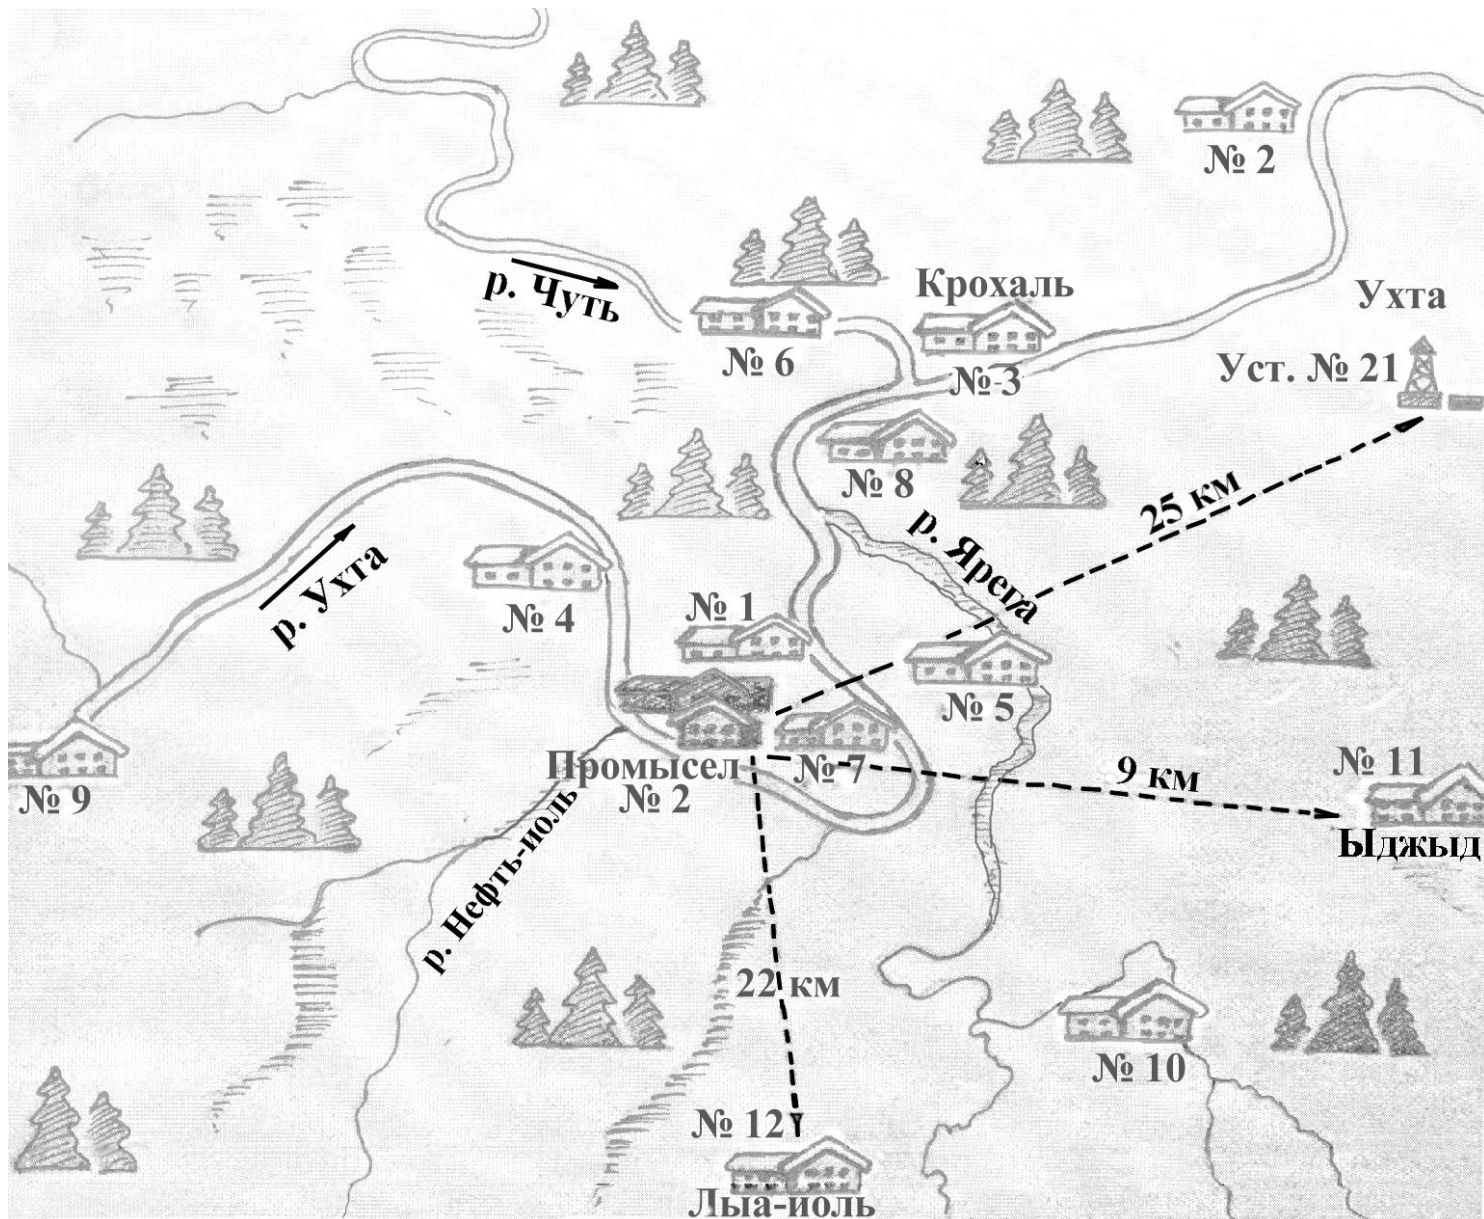 № 2
р. Чуть
Крохаль
№ 3
Ухта
Уст. № 21
№ 6
№ 8
25 км
р. Ярега
р. Ухта
№ 4
№ 1
№ 5
Промысел
№ 2
№ 7
9 км
№ 11
Ыджыд
№ 9
р. Нефть-иоль
22 км
№ 10
№ 12
Лыа-иоль